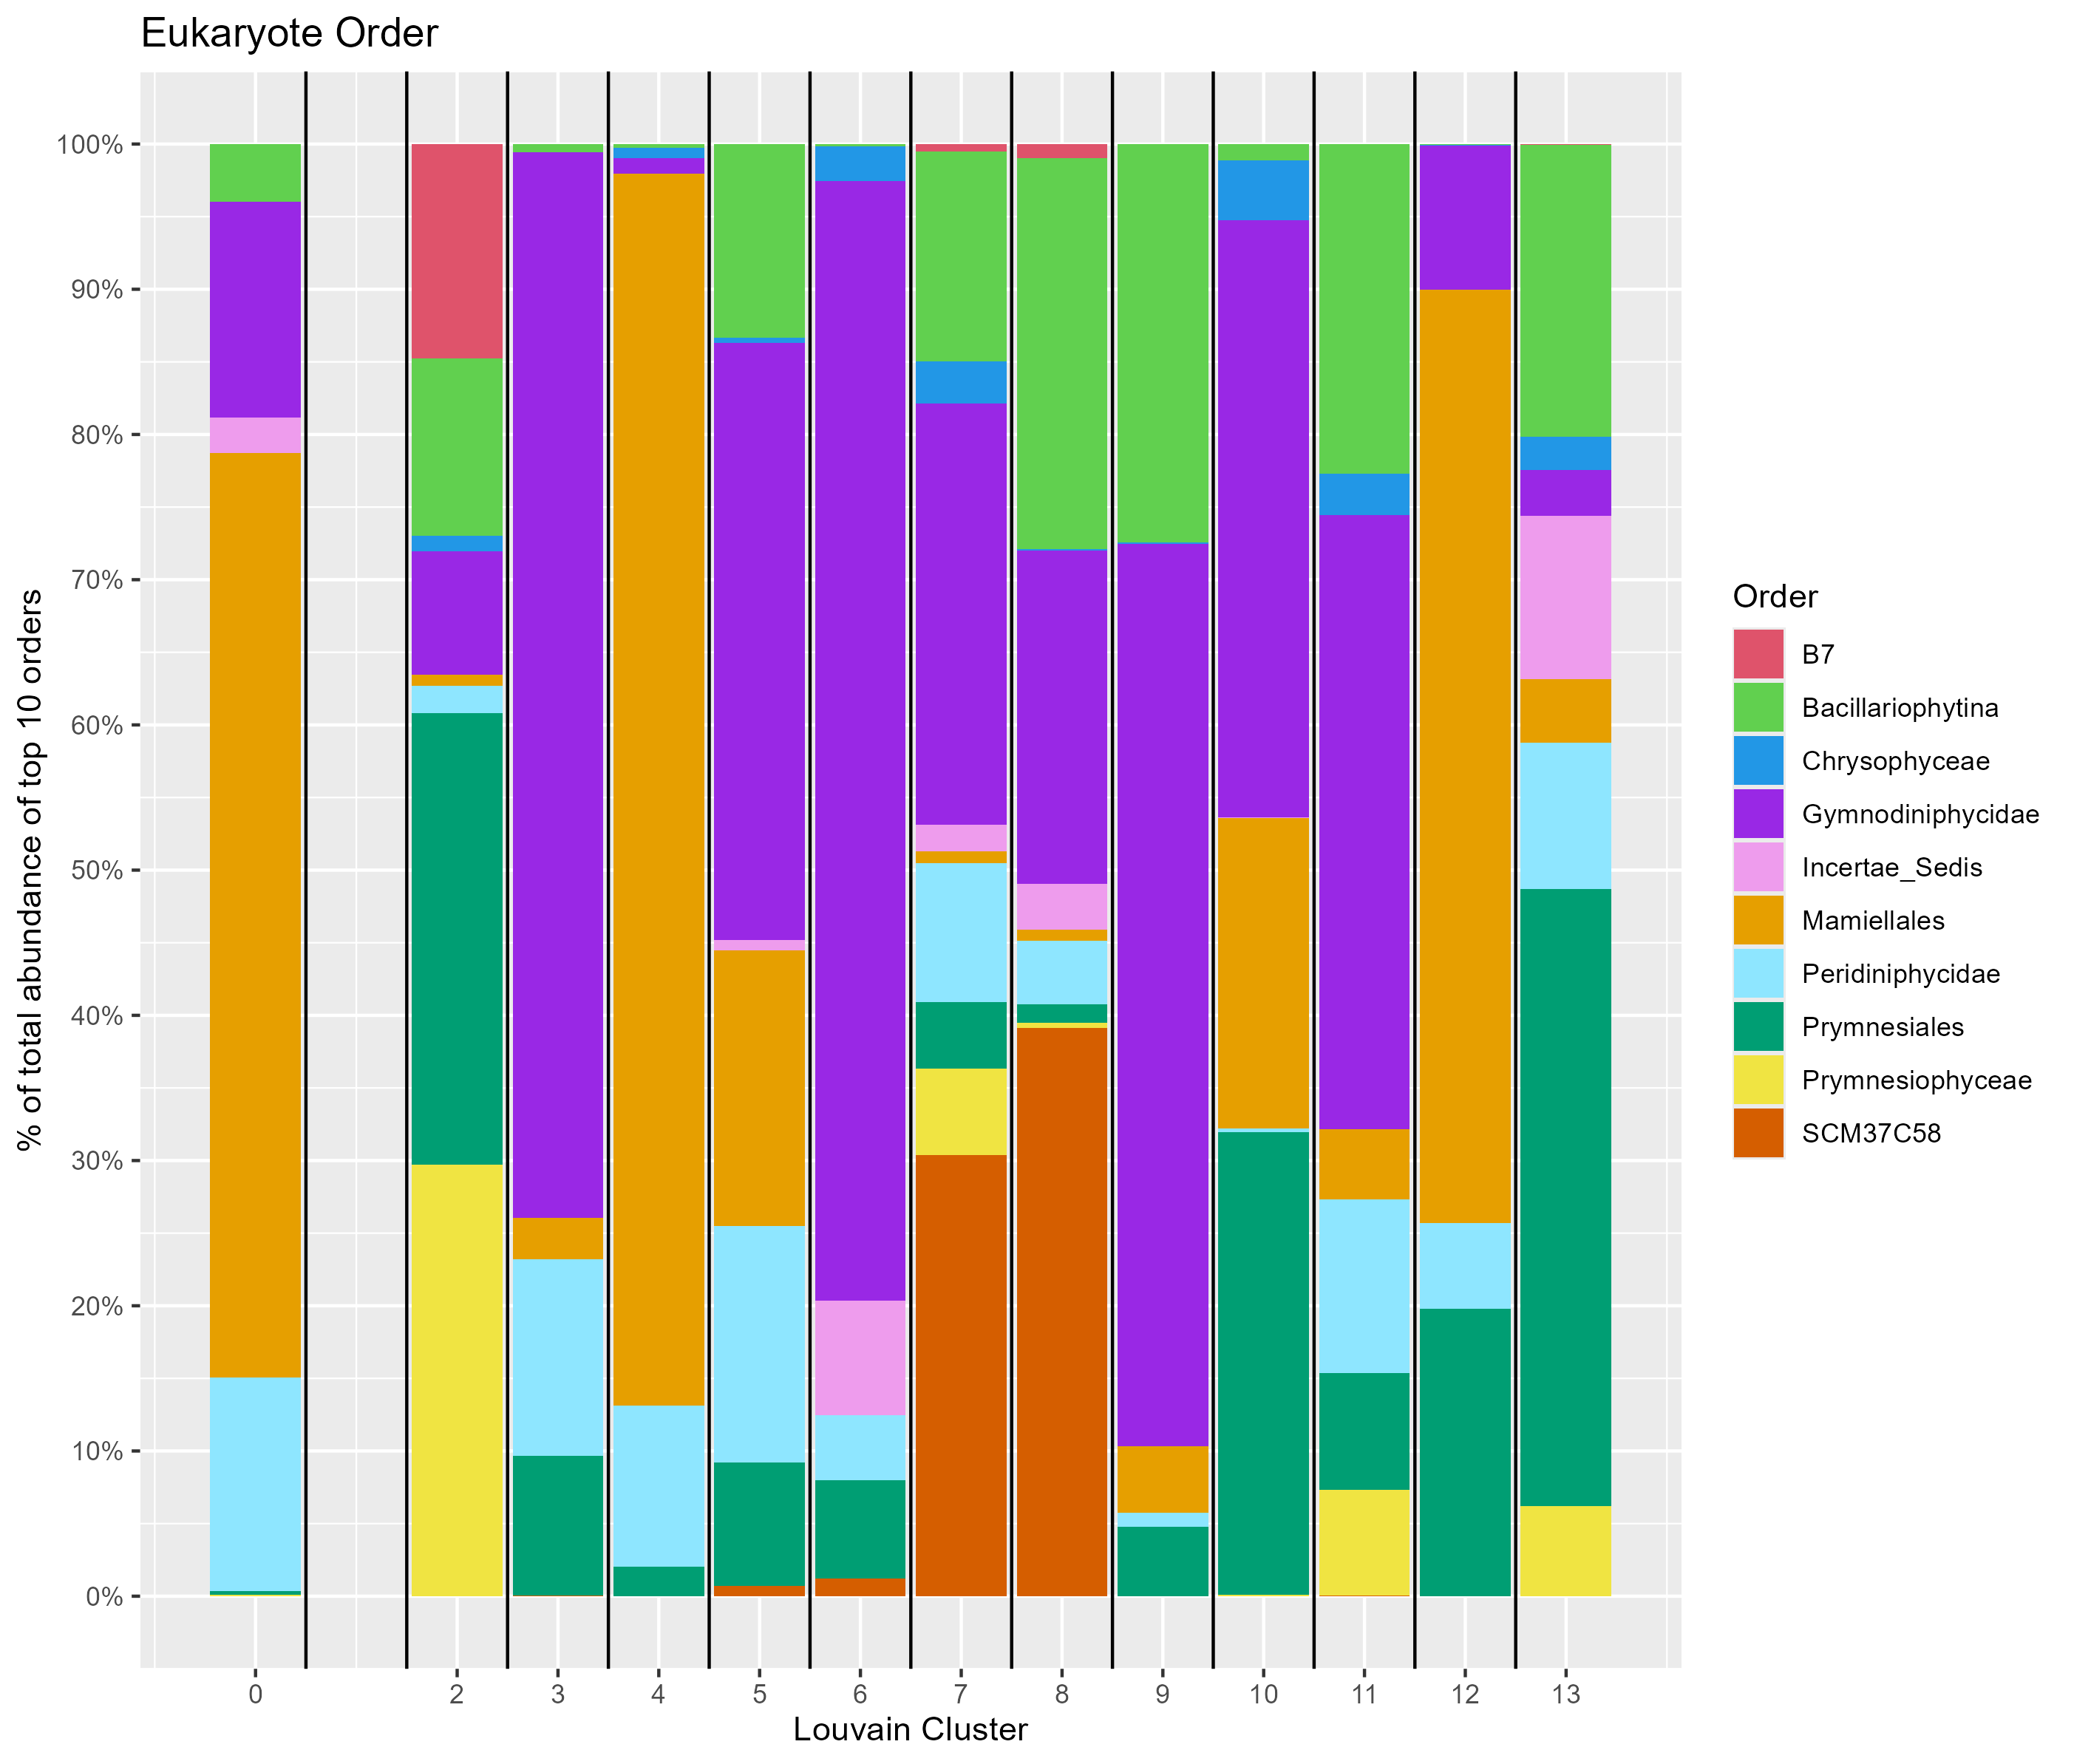 Eukaryote Order
% of total abundance of top 10 orders
100%
90%
80%
70%
60%
50%
40%
30%
20%
10%
0%
0 2 3 4 5 6 7 8 9 10 11 12 13
Louvain Cluster
Order
B7
Bacillariophytina
Chrysophyceae
Gymnodiniphycidae
Incertae_Sedis
Mamiellales
Peridiniphycidae
Prymnesiales
Prymnesiophyceae
SCM37C58